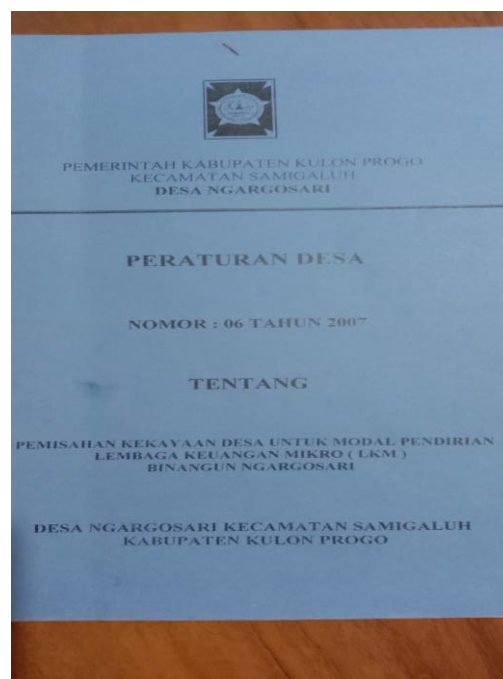 PEMERINTAH KABUPATEN KULON PROGO
KECAMATAN SAMIGALUH
DESA NGARGOSARI
PERATURAN DESA
NOMOR : 06 TAHUN 2007
TENTANG
PEMISAHAN KEKAYAAN DESA UNTUK MODAL PENDIRIAN
LEMBAGA KEUANGAN MIKRO ( LKM )
BINANGUN NGARGOSARI
DESA NGARGOSARI KECAMATAN SAMIGALUH
KABUPATEN KULON PROGO